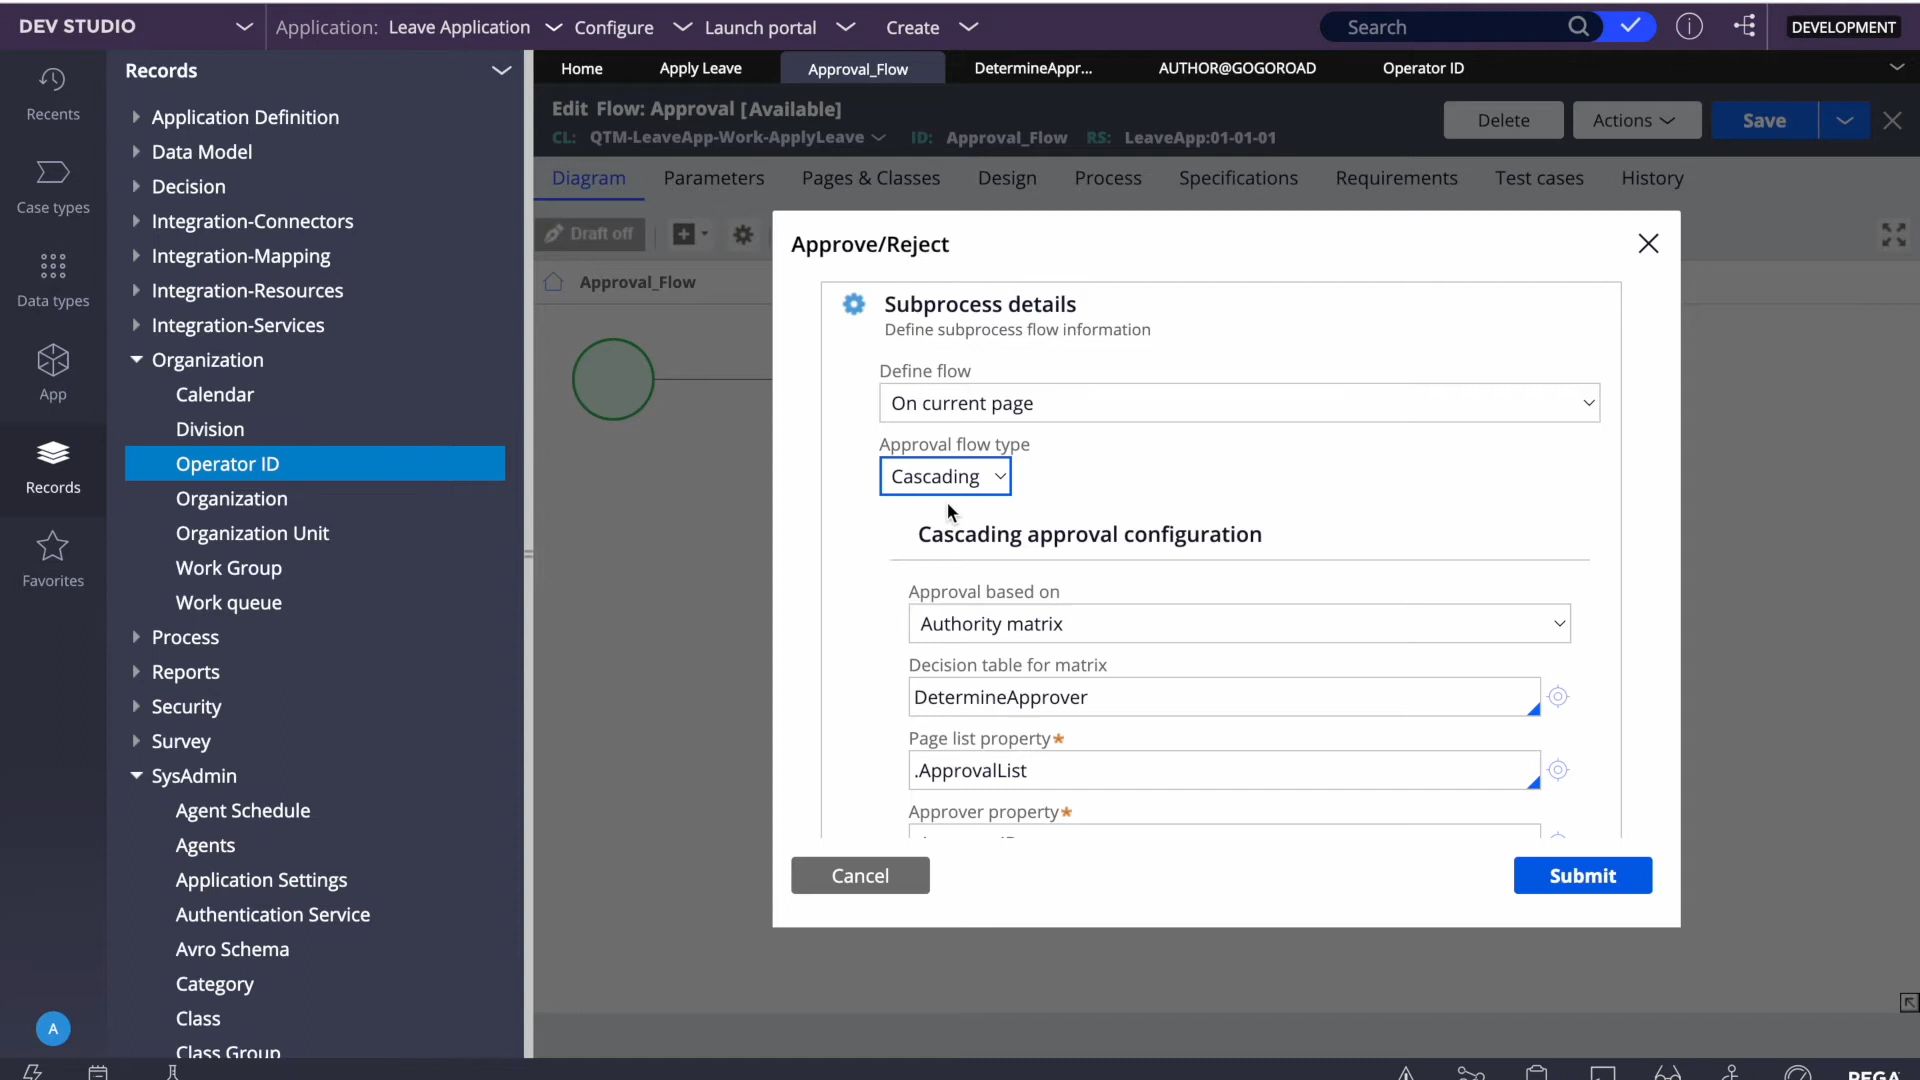 DEV STUDIO
Application: Leave Application
Configure
Launch portal
Create
Search
DEVELOPMENT
Recents
Case types
Data types
App
Records
Favorites
A
Records
Application Definition
Data Model
Decision
Integration-Connectors
Integration-Mapping
Integration-Resources
Integration-Services
Organization
Calendar
Division
Operator ID
Organization
Organization Unit
Work Group
Work queue
Process
Reports
Security
Survey
SysAdmin
Agent Schedule
Agents
Application Settings
Authentication Service
Avro Schema
Category
Class
Class Group
Home
Apply Leave
Approval_Flow
DetermineAppr...
AUTHOR@GOGOROAD
Operator ID
Edit Flow: Approval [Available]
CL: QTM-LeaveApp-Work-ApplyLeave ID: Approval_Flow RS: LeaveApp:01-01-01
Delete
Actions
Save
Diagram
Parameters
Pages & Classes
Design
Process
Specifications
Requirements
Test cases
History
Draft off
Approval_Flow
Approve/Reject
Subprocess details
Define subprocess flow information
Define flow
On current page
Approval flow type
Cascading
Cascading approval configuration
Approval based on
Authority matrix
Decision table for matrix
DetermineApprover
Page list property*
.ApprovalList
Approver property*
Cancel
Submit
PEGA